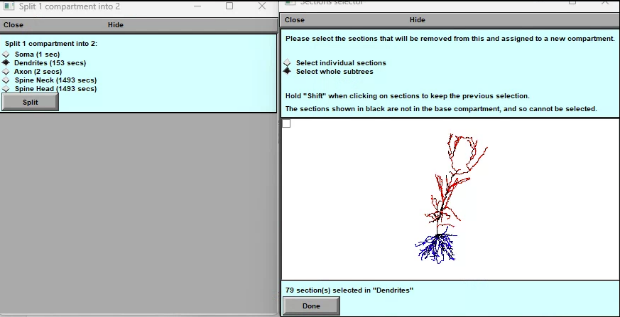 Split 1 compartment into 2
Close Hide
Split 1 compartment into 2:
Soma (1 sec)
Dendrites (153 secs)
Axon (2 secs)
Spine Neck (1493 secs)
Spine Head (1493 secs)
Split
Sections selector
Close Hide
Please select the sections that will be removed from this and assigned to a new compartment.
Select individual sections
Select whole subtrees
Hold "Shift" when clicking on sections to keep the previous selection.
The sections shown in black are not in the base compartment, and so cannot be selected.
79 section(s) selected in "Dendrites"
Done